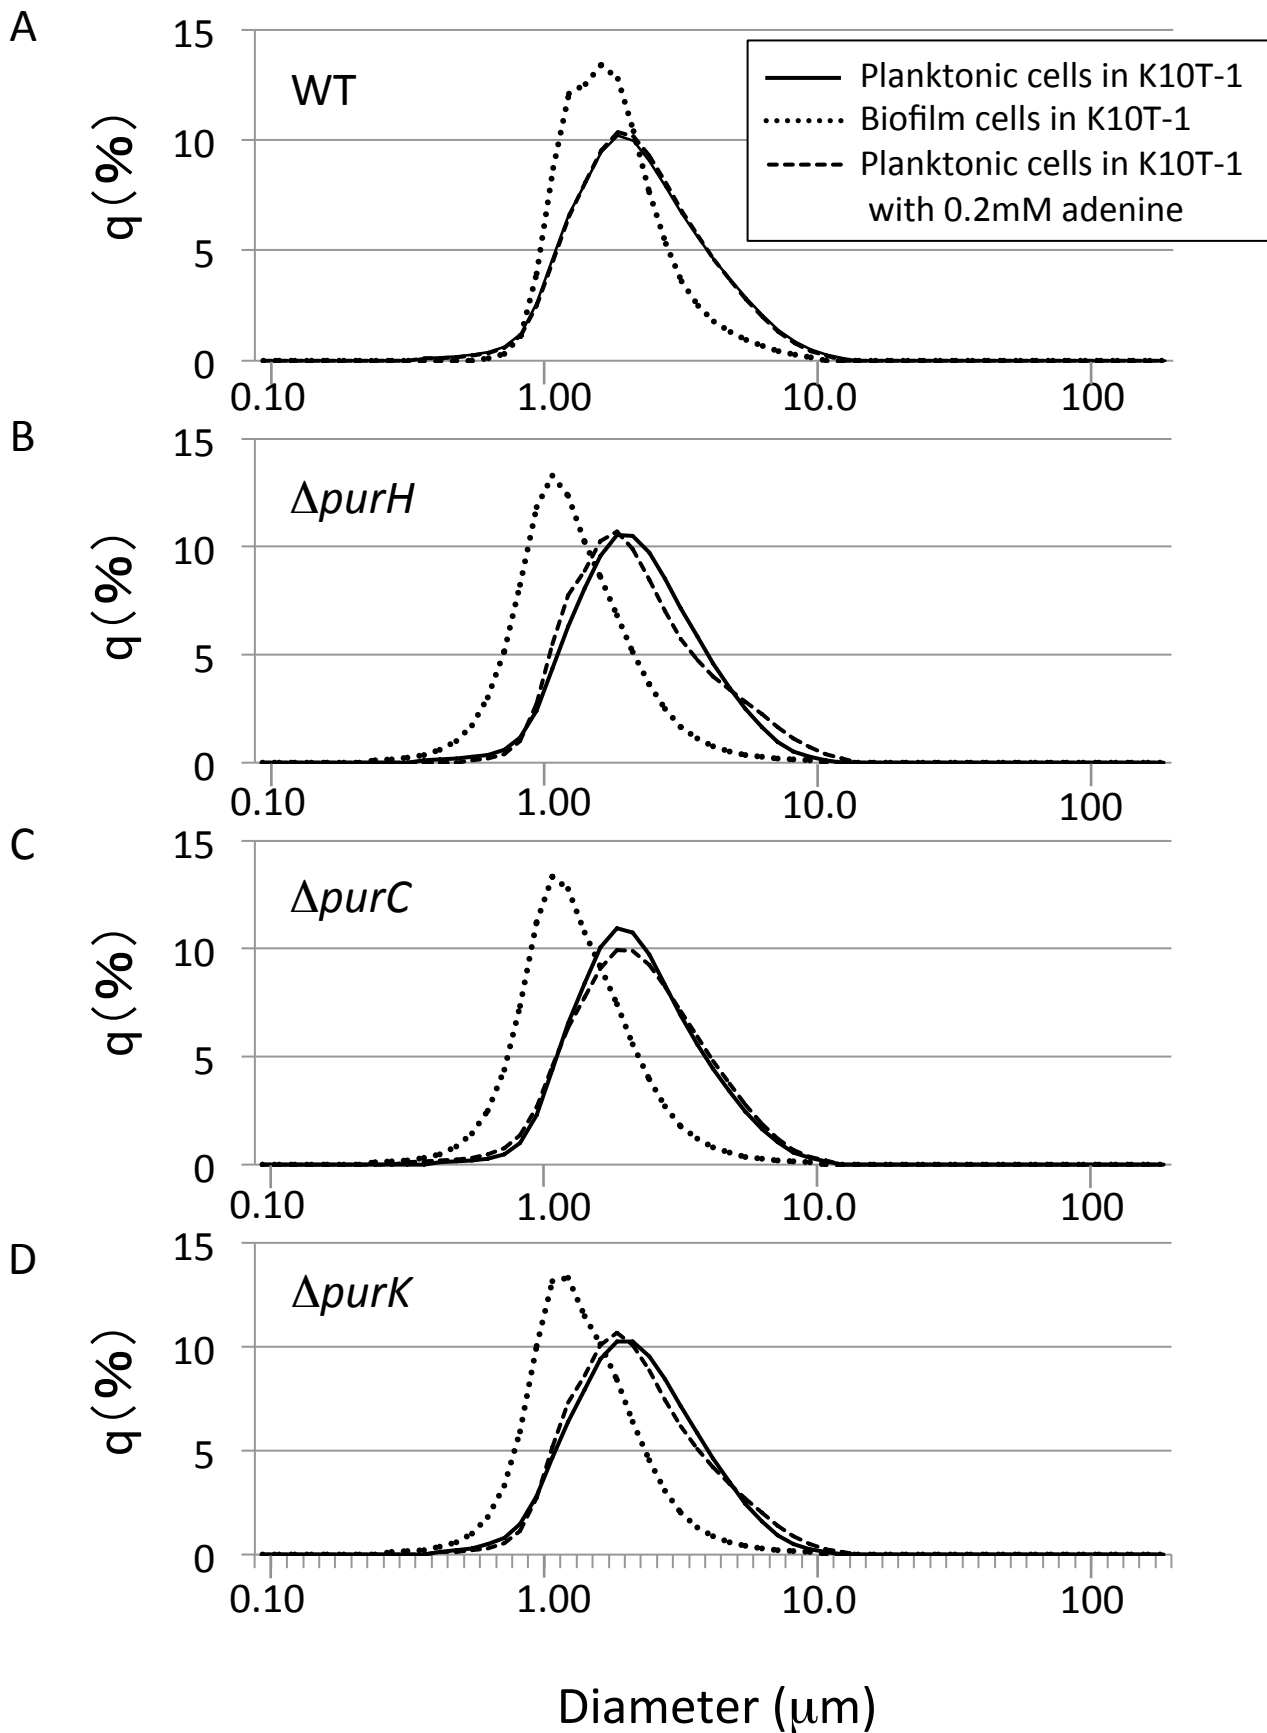 A
15
10
5
0
q (%)
WT
Planktonic cells in K10T-1
Biofilm cells in K10T-1
Planktonic cells in K10T-1
with 0.2mM adenine
0.10 1.00 10.0 100
B
15
10
5
0
q (%)
ΔpurH
0.10 1.00 10.0 100
C
15
10
5
0
q (%)
ΔpurC
0.10 1.00 10.0 100
D
15
10
5
0
q (%)
ΔpurK
0.10 1.00 10.0 100
Diameter (μm)